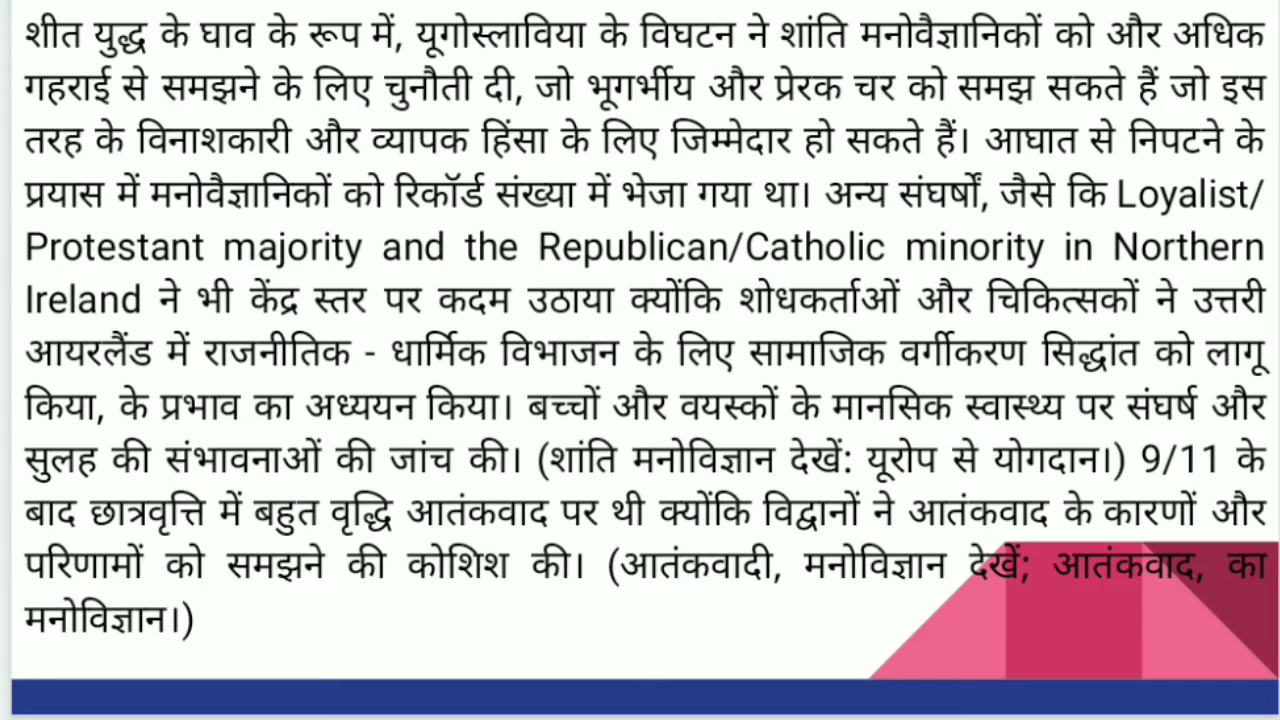 शीत युद्ध के घाव के रूप में, यूगोस्लाविया के विघटन ने शांति मनोवैज्ञानिकों को और अधिक
गहराई से समझने के लिए चुनौती दी, जो भूगर्भीय और प्रेरक चर को समझ सकते हैं जो इस
तरह के विनाशकारी और व्यापक हिंसा के लिए जिम्मेदार हो सकते हैं। आघात से निपटने के
प्रयास में मनोवैज्ञानिकों को रिकॉर्ड संख्या में भेजा गया था। अन्य संघर्षों, जैसे कि Loyalist/
Protestant majority and the Republican/Catholic minority in Northern
Ireland ने भी केंद्र स्तर पर कदम उठाया क्योंकि शोधकर्ताओं और चिकित्सकों ने उत्तरी
आयरलैंड में राजनीतिक - धार्मिक विभाजन के लिए सामाजिक वर्गीकरण सिद्धांत को लागू
किया, के प्रभाव का अध्ययन किया। बच्चों और वयस्कों के मानसिक स्वास्थ्य पर संघर्ष और
सुलह की संभावनाओं की जांच की। (शांति मनोविज्ञान देखें: यूरोप से योगदान।) 9/11 के
बाद छात्रवृत्ति में बहुत वृद्धि आतंकवाद पर थी क्योंकि विद्वानों ने आतंकवाद के कारणों और
परिणामों को समझने की कोशिश की। (आतंकवादी, मनोविज्ञान देखें; आतंकवाद, का
मनोविज्ञान।)